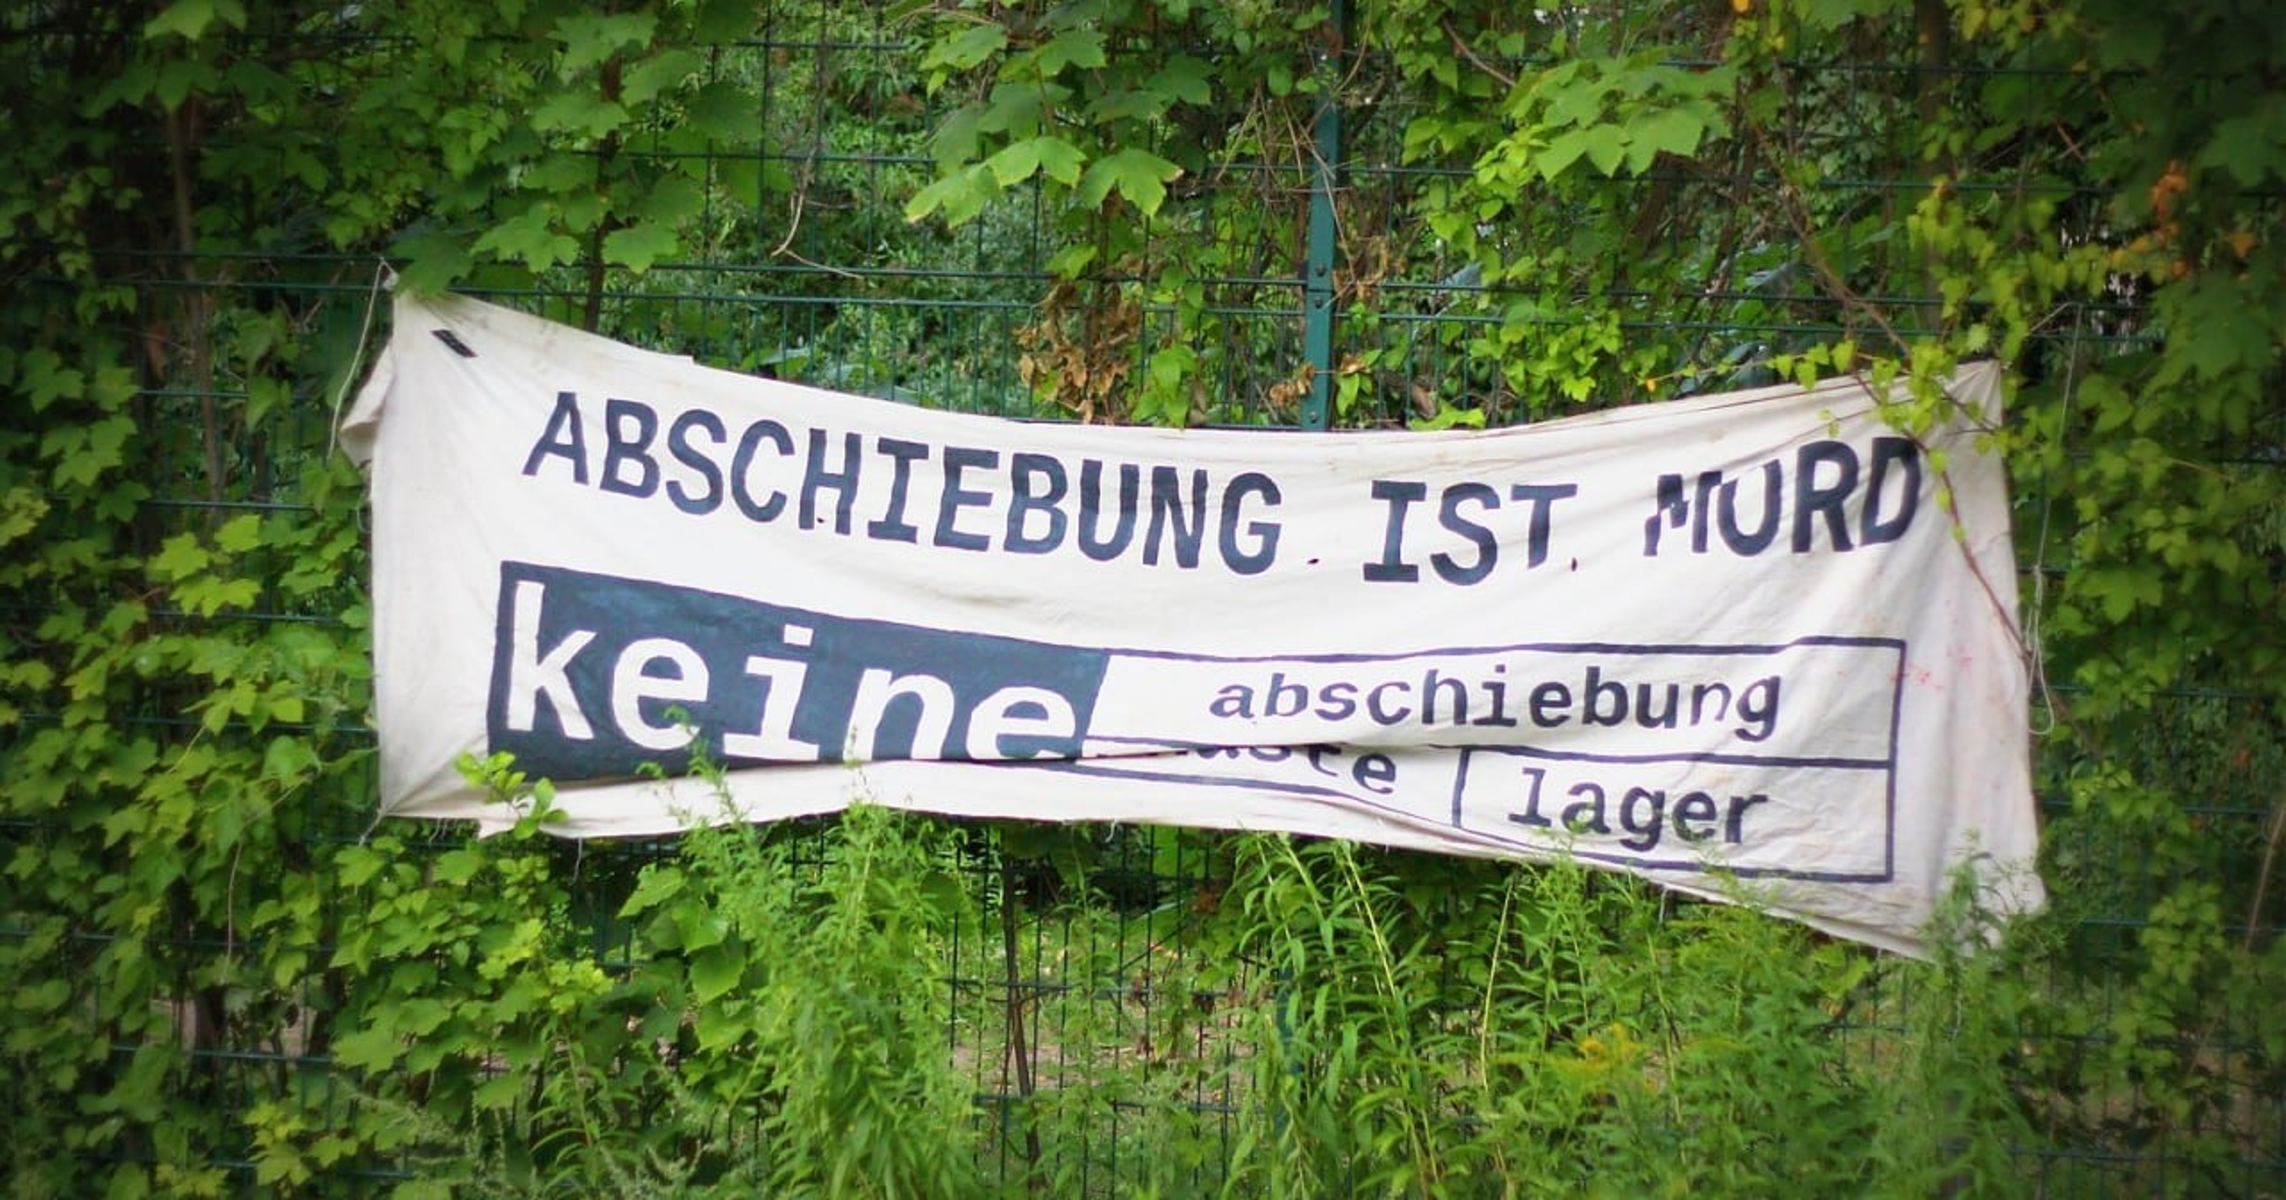 ABSCHIEBUNG IST MORD
keine abschiebung
lager